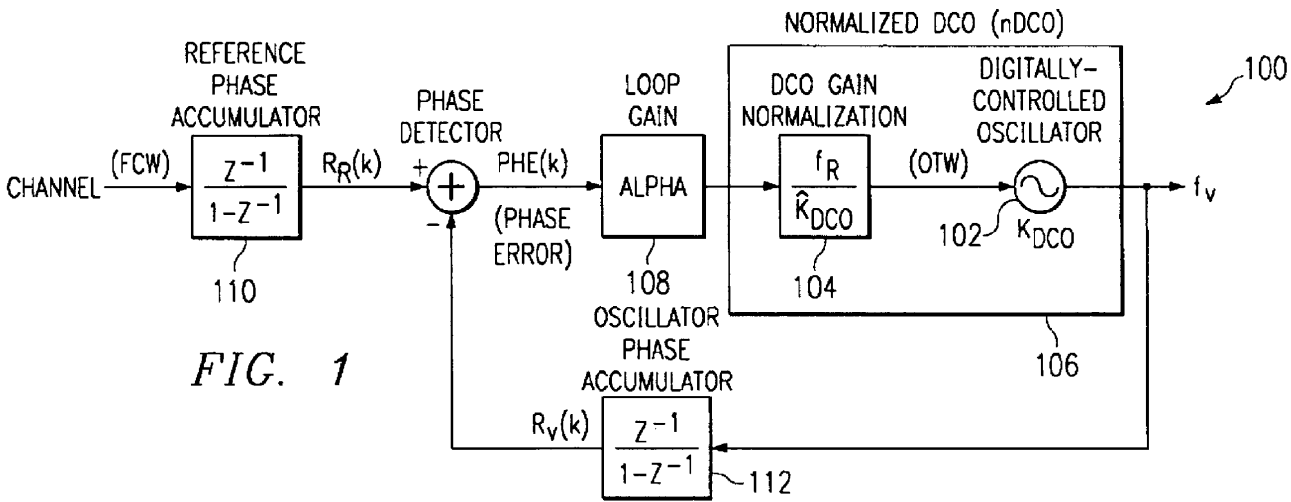 NORMALIZED DCO (nDCO)
REFERENCE
PHASE
ACCUMULATOR
PHASE
DETECTOR
LOOP
GAIN
DCO GAIN
NORMALIZATION
DIGITALLY-
CONTROLLED
OSCILLATOR
100
CHANNEL
(FCW)
Z⁻¹
1-Z⁻¹
R_R(k)
+
+
-
PHE(k)
(PHASE
ERROR)
ALPHA
f_R
K̂_DCO
(OTW)
102
K_DCO
f_v
110
108
104
106
OSCILLATOR
PHASE
ACCUMULATOR
FIG. 1
R_v(k)
Z⁻¹
1-Z⁻¹
112